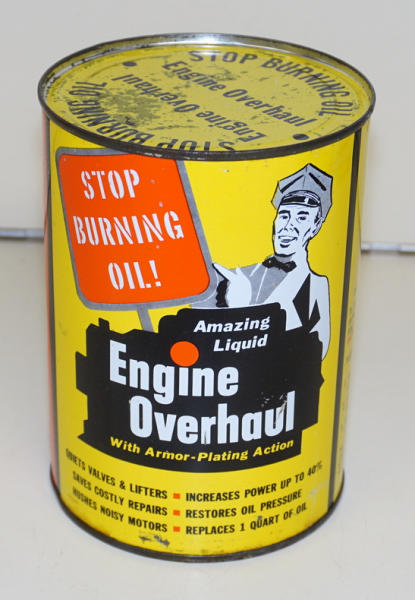 STOP BURNING OIL
Engine Overhaul
Engine Overhaul
STOP BURNING OIL
STOP
BURNING
OIL!
Amazing
Liquid
Engine
Overhaul
With Armor-Plating Action
QUIETS VALVES & LIFTERS ▪ INCREASES POWER UP TO 40%
SAVES COSTLY REPAIRS ▪ RESTORES OIL PRESSURE
HUSHES NOISY MOTORS ▪ REPLACES 1 QUART OF OIL